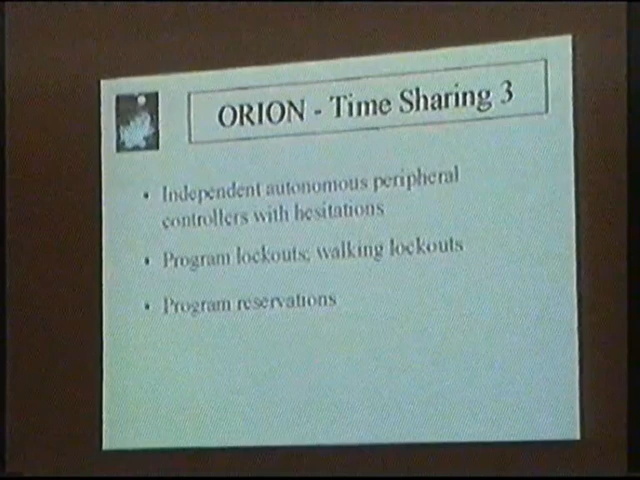 ORION - Time Sharing 3
• Independent autonomous peripheral
controllers with hesitations
• Program lockouts; walking lockouts
• Program reservations